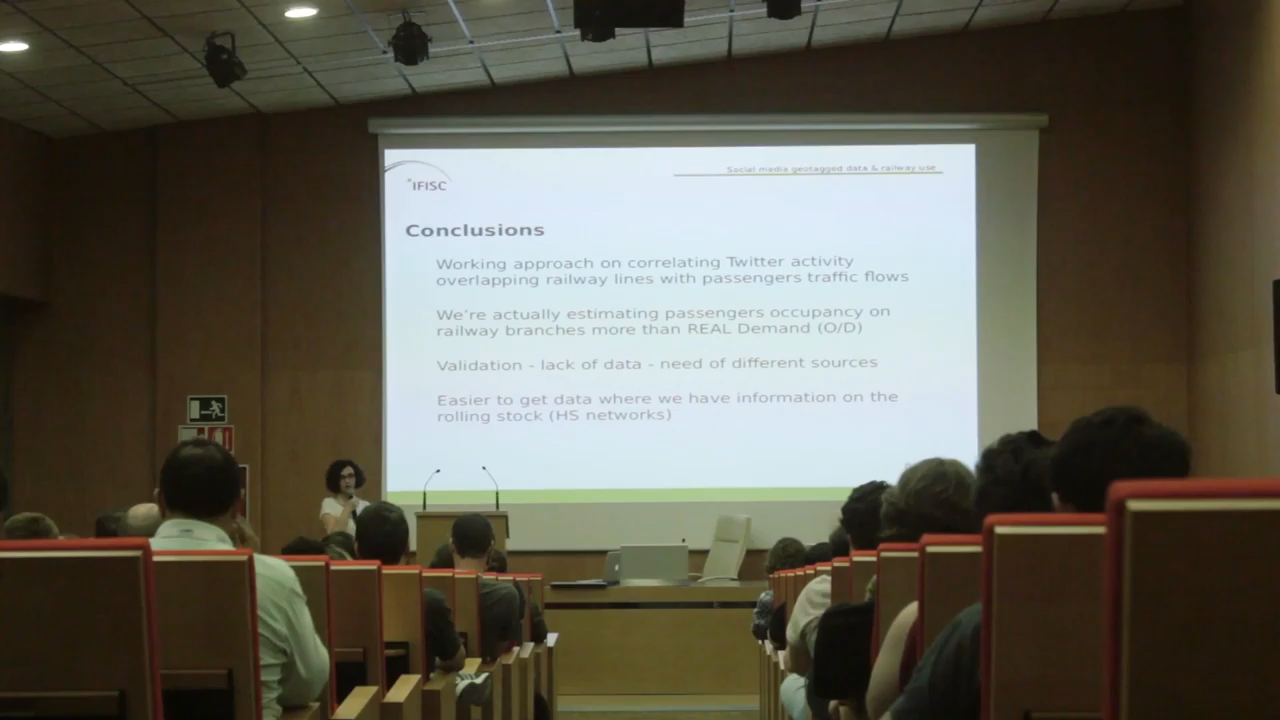 IFISC
Social media geotagged data & railway use
Conclusions
Working approach on correlating Twitter activity
overlapping railway lines with passengers traffic flows
We're actually estimating passengers occupancy on
railway branches more than REAL Demand (O/D)
Validation - lack of data - need of different sources
Easier to get data where we have information on the
rolling stock (HS networks)